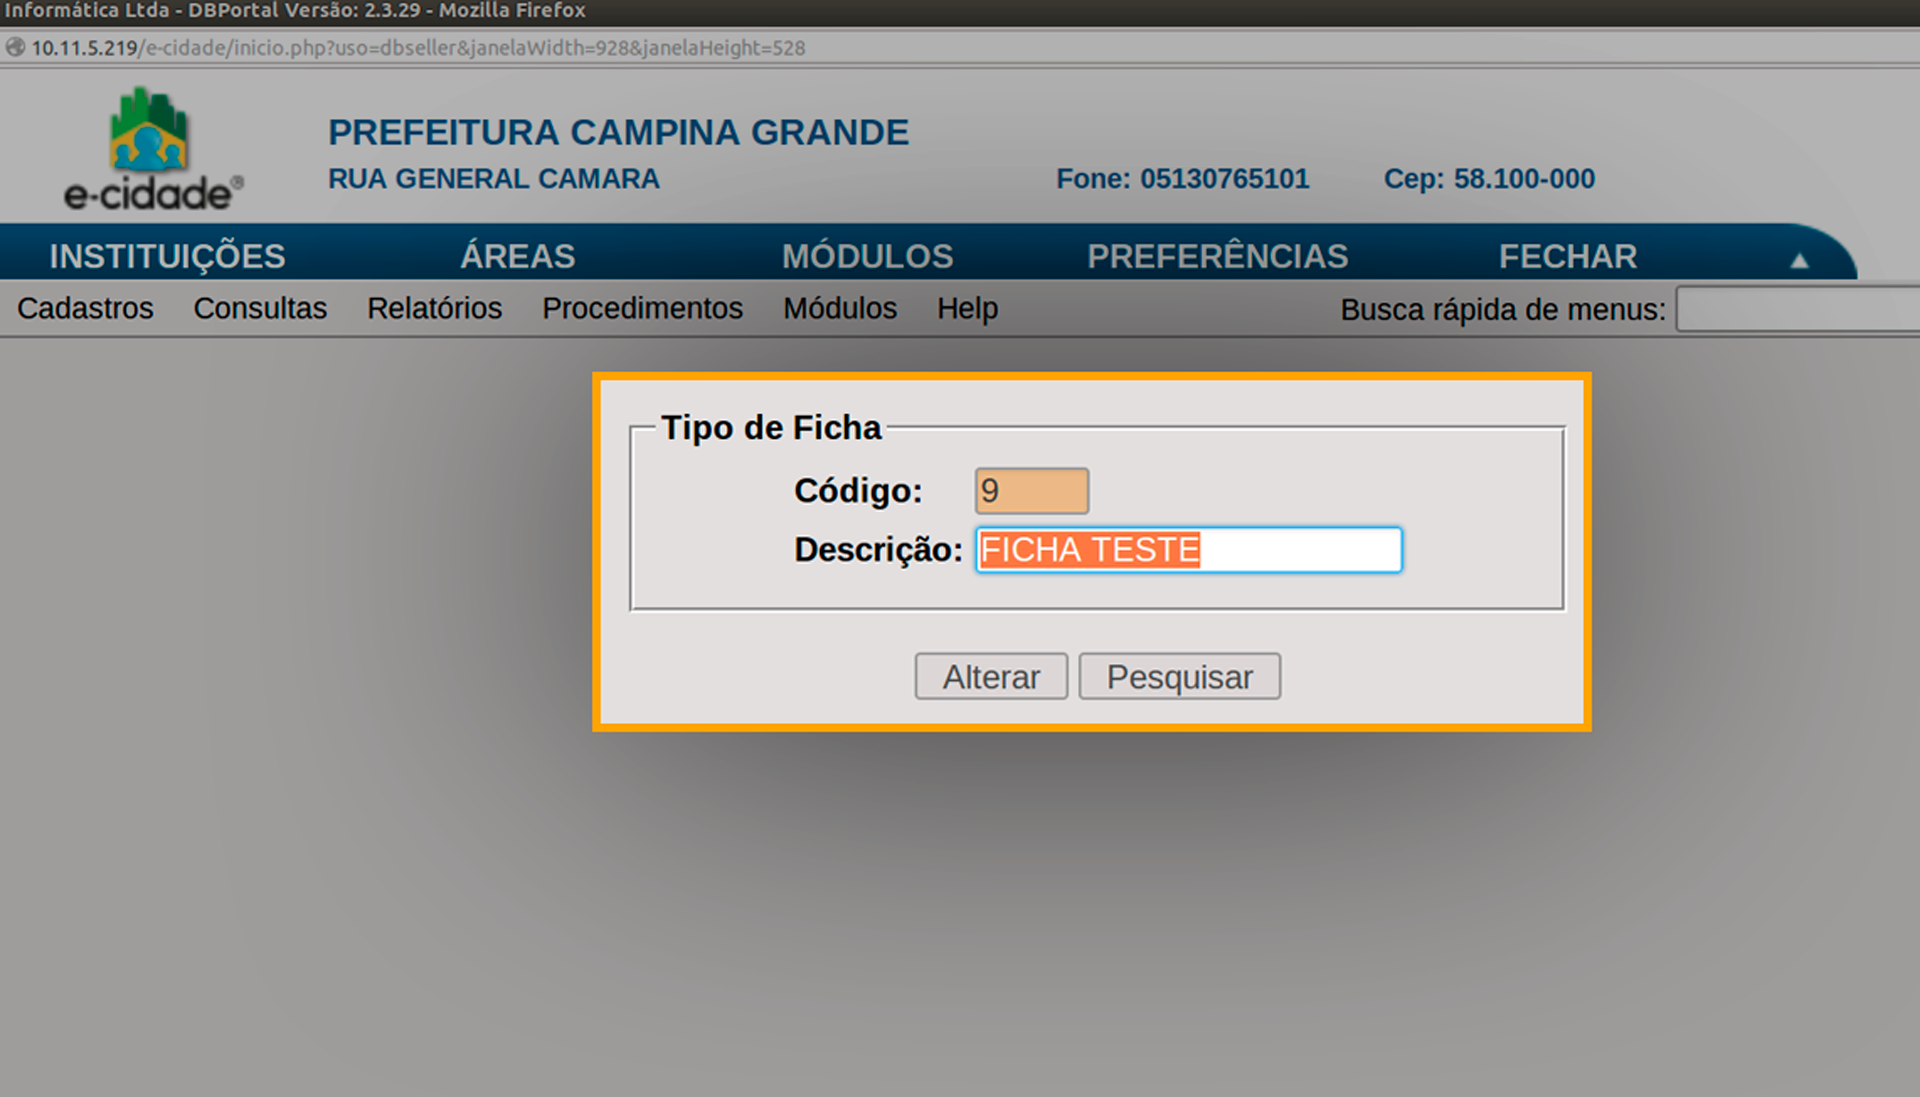 Informática Ltda - DBPortal Versão: 2.3.29 - Mozilla Firefox
10.11.5.219/e-cidade/inicio.php?uso=dbseller&janelaWidth=928&janelaHeight=528
e-cidade®
PREFEITURA CAMPINA GRANDE
RUA GENERAL CAMARA Fone: 05130765101 Cep: 58.100-000
INSTITUIÇÕES ÁREAS MÓDULOS PREFERÊNCIAS FECHAR ▲
Cadastros Consultas Relatórios Procedimentos Módulos Help Busca rápida de menus:
Tipo de Ficha
Código: 9
Descrição: FICHA TESTE
Alterar Pesquisar